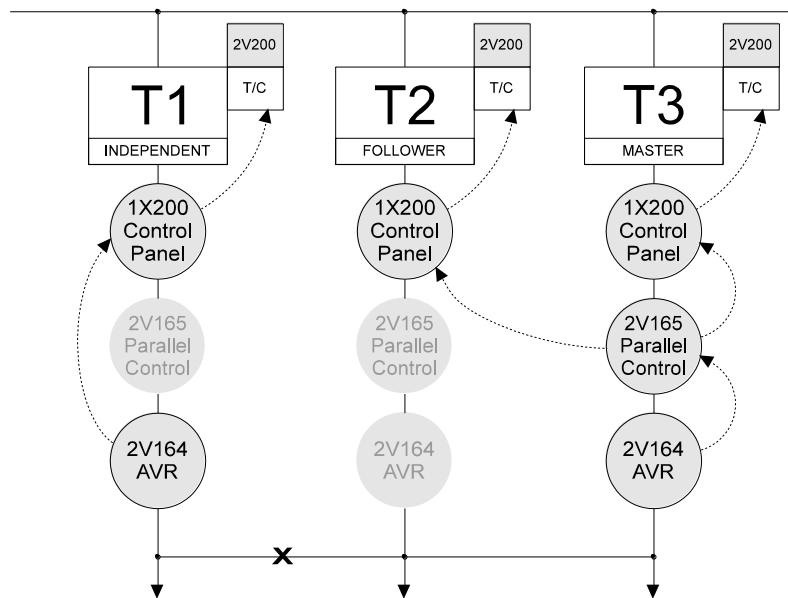 2V200
2V200
2V200
T1
T/C
T2
T/C
T3
T/C
INDEPENDENT
FOLLOWER
MASTER
1X200
Control
Panel
1X200
Control
Panel
1X200
Control
Panel
2V165
Parallel
Control
2V165
Parallel
Control
2V165
Parallel
Control
2V164
AVR
2V164
AVR
2V164
AVR
x